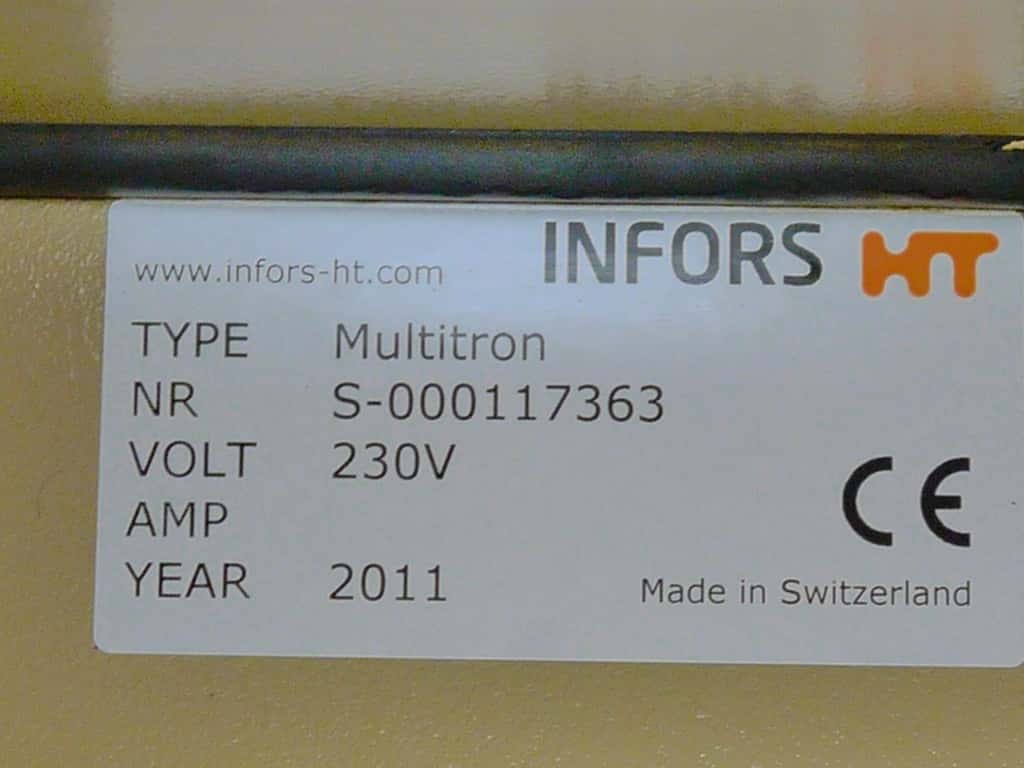 www.infors-ht.com INFORS HT
TYPE Multitron
NR S-000117363
VOLT 230V
AMP
YEAR 2011
CE
Made in Switzerland